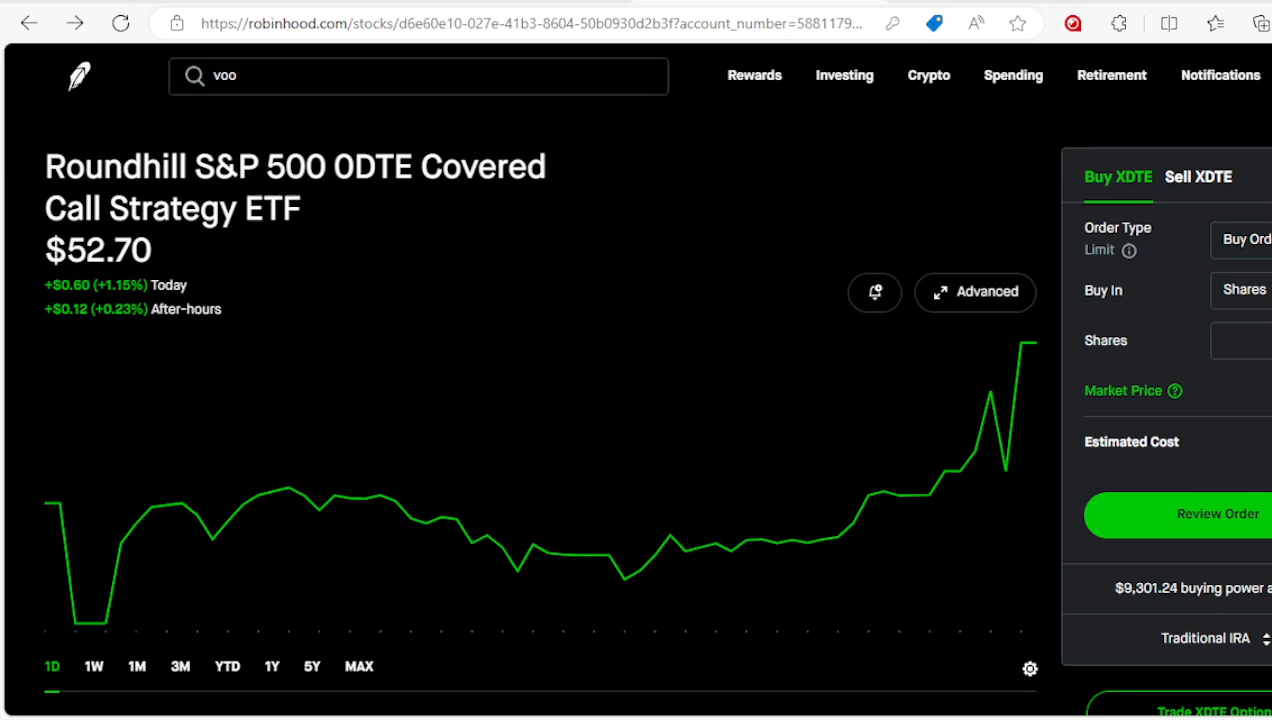 https://robinhood.com/stocks/d6e60e10-027e-41b3-8604-50b0930d2b3f?account_number=5881179...
voo
Rewards Investing Crypto Spending Retirement Notifications
Roundhill S&P 500 0DTE Covered
Call Strategy ETF
$52.70
+$0.60 (+1.15%) Today
+$0.12 (+0.23%) After-hours
Advanced
1D 1W 1M 3M YTD 1Y 5Y MAX
Buy XDTE Sell XDTE
Order Type
Limit
Buy Ord
Buy In Shares
Shares
Market Price
Estimated Cost
Review Order
$9,301.24 buying power a
Traditional IRA
Trade XDTE Option